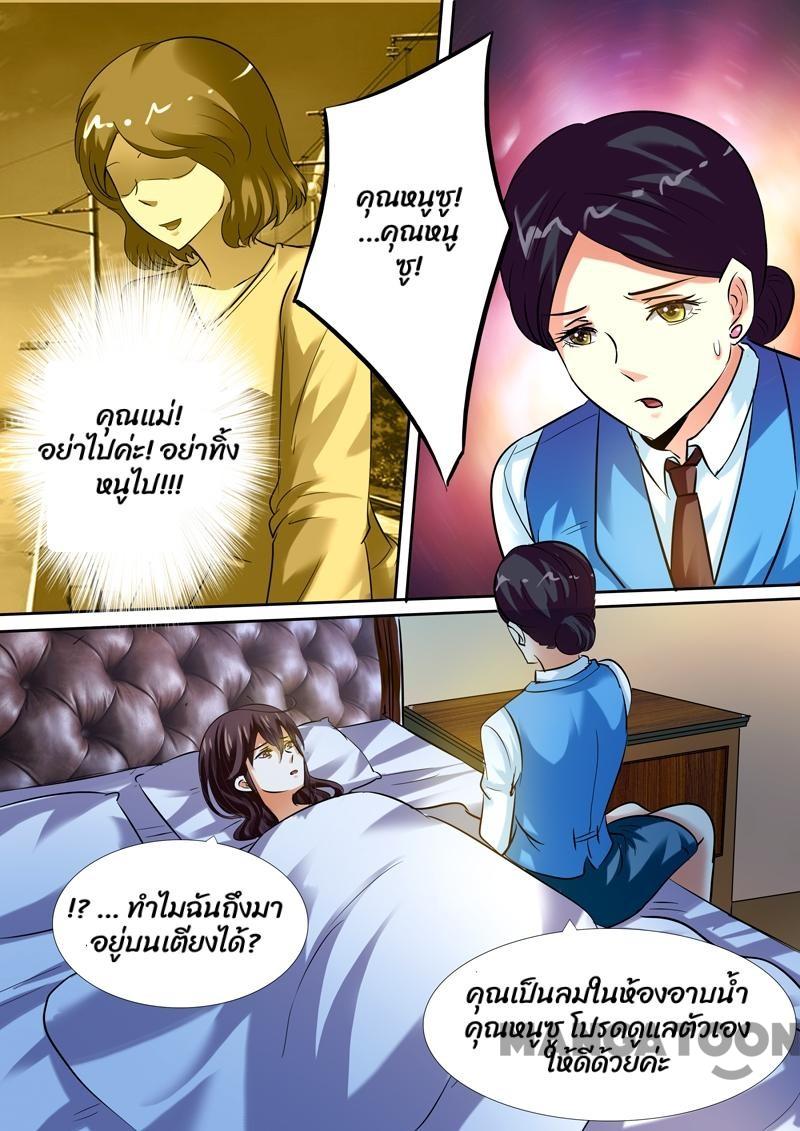 คุณหนูซู!
...คุณหนู
ซู!
คุณแม่!
อย่าไปค่ะ! อย่าทิ้ง
หนูไป!!!
!? ... ทำไมฉันถึงมา
อยู่บนเตียงได้?
คุณเป็นลมในห้องอาบน้ำ
คุณหนูซู โปรดดูแลตัวเอง
ให้ดีด้วยค่ะ
MANGATOON